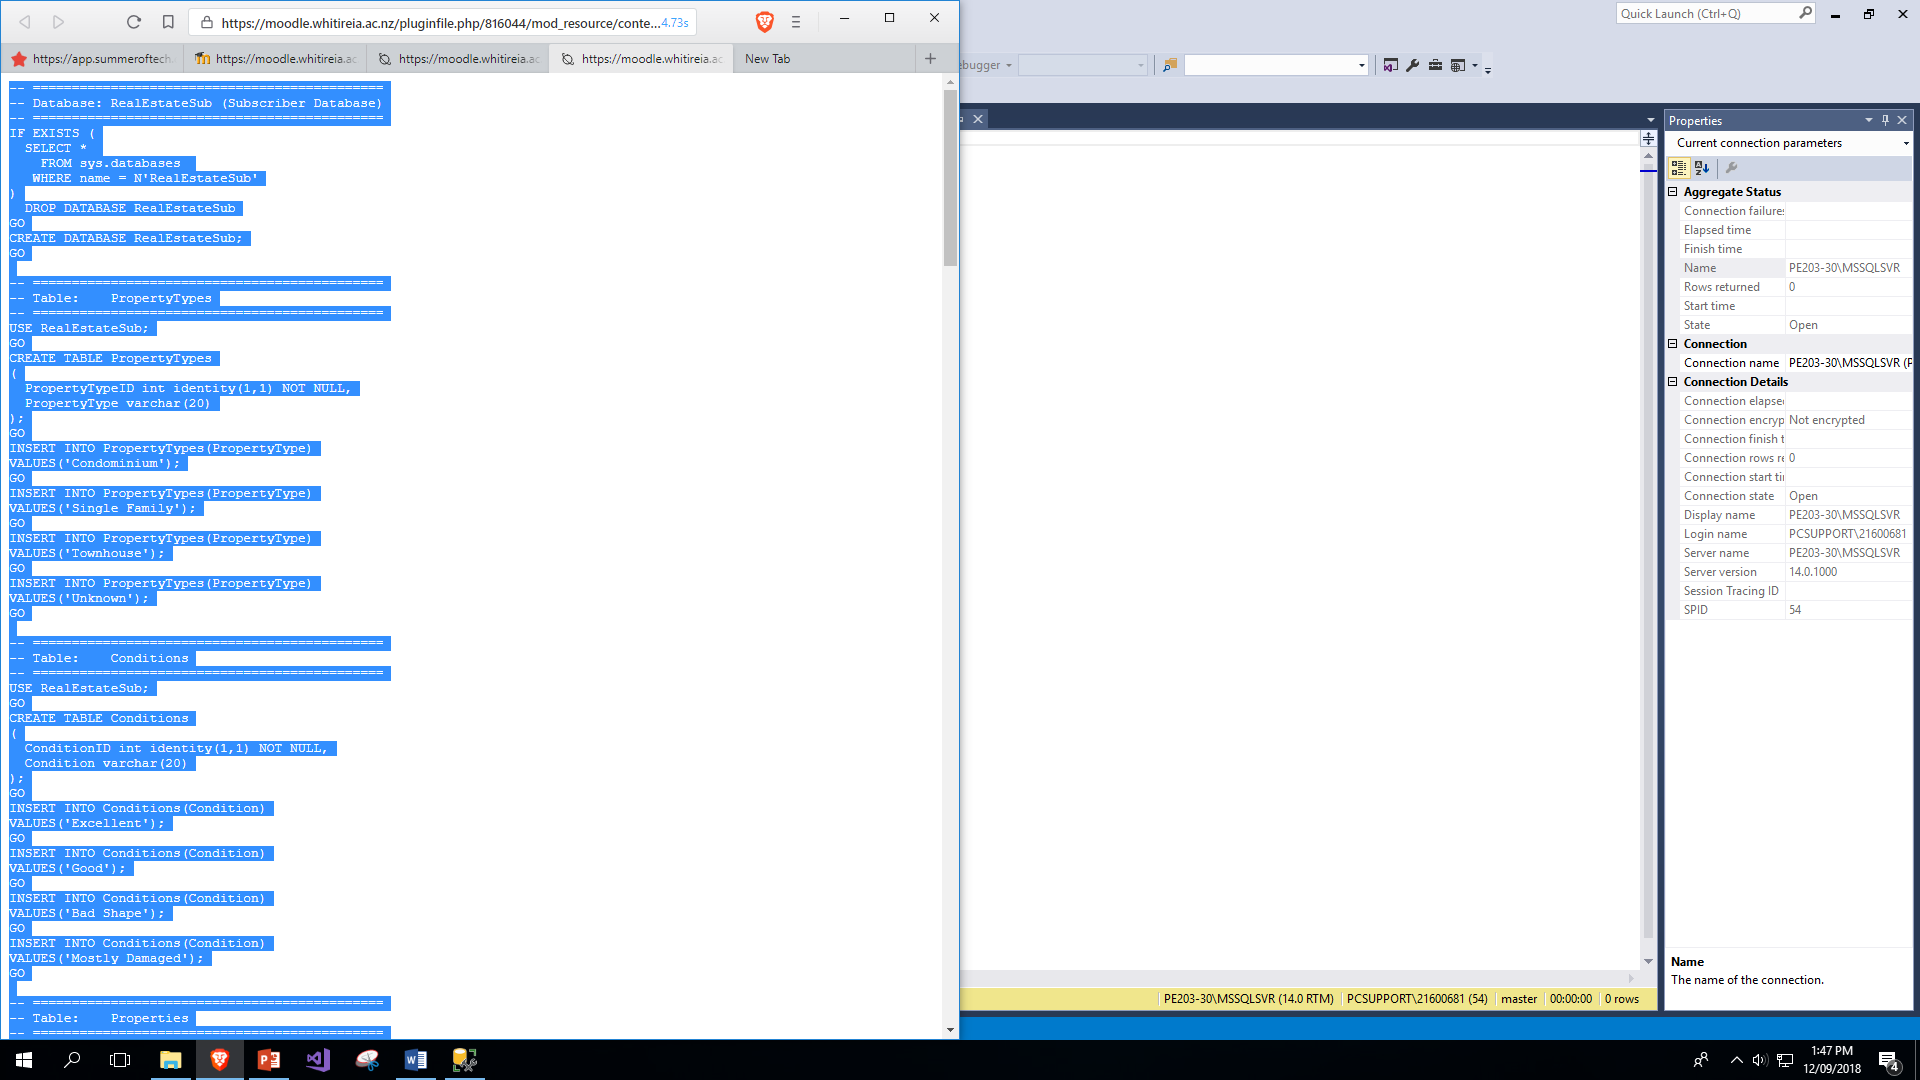 https://moodle.whitireia.ac.nz/pluginfile.php/816044/mod_resource/conte... 4.73s
https://app.summeroftech.
https://moodle.whitireia.ac
https://moodle.whitireia.ac
https://moodle.whitireia.ac
New Tab
-- =============================================
-- Database: RealEstateSub (Subscriber Database)
-- =============================================
IF EXISTS (
SELECT *
FROM sys.databases
WHERE name = N'RealEstateSub'
)
DROP DATABASE RealEstateSub
GO
CREATE DATABASE RealEstateSub;
GO
-- =============================================
-- Table:    PropertyTypes
-- =============================================
USE RealEstateSub;
GO
CREATE TABLE PropertyTypes
(
PropertyTypeID int identity(1,1) NOT NULL,
PropertyType varchar(20)
);
GO
INSERT INTO PropertyTypes(PropertyType)
VALUES('Condominium');
GO
INSERT INTO PropertyTypes(PropertyType)
VALUES('Single Family');
GO
INSERT INTO PropertyTypes(PropertyType)
VALUES('Townhouse');
GO
INSERT INTO PropertyTypes(PropertyType)
VALUES('Unknown');
GO
-- =============================================
-- Table:    Conditions
-- =============================================
USE RealEstateSub;
GO
CREATE TABLE Conditions
(
ConditionID int identity(1,1) NOT NULL,
Condition varchar(20)
);
GO
INSERT INTO Conditions(Condition)
VALUES('Excellent');
GO
INSERT INTO Conditions(Condition)
VALUES('Good');
GO
INSERT INTO Conditions(Condition)
VALUES('Bad Shape');
GO
INSERT INTO Conditions(Condition)
VALUES('Mostly Damaged');
GO
-- =============================================
-- Table:    Properties
-- =============================================
Quick Launch (Ctrl+Q)
ebugger
Properties
Current connection parameters
Aggregate Status
Connection failures
Elapsed time
Finish time
Name PE203-30\MSSQLSVR
Rows returned 0
Start time
State Open
Connection
Connection name PE203-30\MSSQLSVR (P
Connection Details
Connection elapse
Connection encryp Not encrypted
Connection finish t
Connection rows re 0
Connection start ti
Connection state Open
Display name PE203-30\MSSQLSVR
Login name PCSUPPORT\21600681
Server name PE203-30\MSSQLSVR
Server version 14.0.1000
Session Tracing ID
SPID 54
Name
The name of the connection.
PE203-30\MSSQLSVR (14.0 RTM) PCSUPPORT\21600681 (54) master 00:00:00 0 rows
1:47 PM
12/09/2018
4